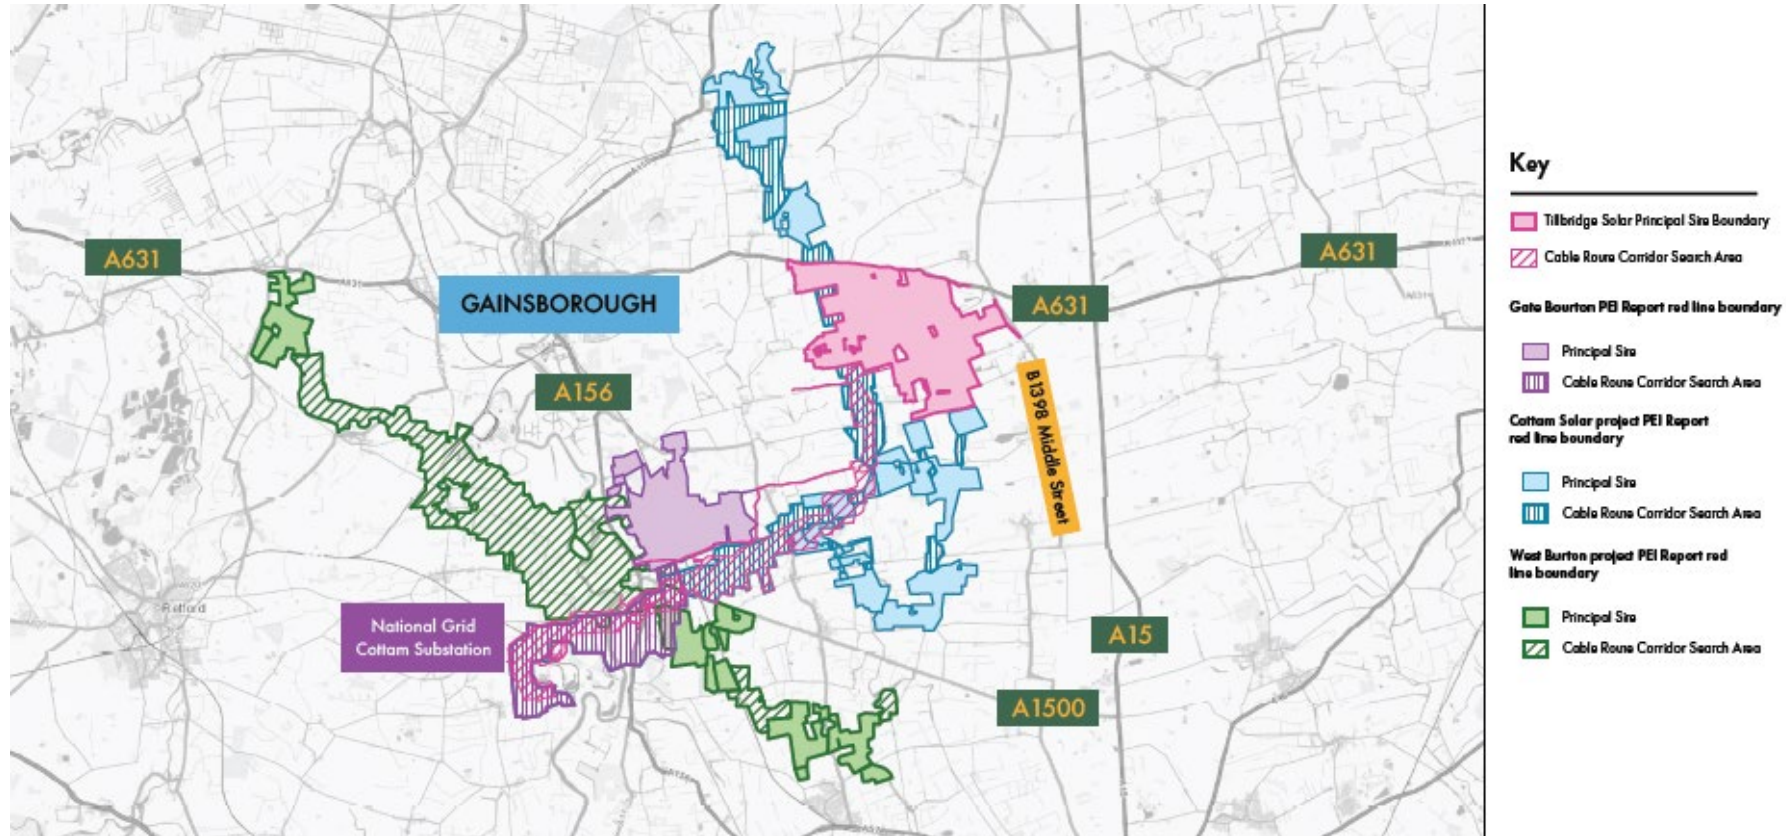 A631
GAINSBOROUGH
A156
A631
A631
B1398 Middle Street
Retford
National Grid
Cottam Substation
A15
A1500
Key
Tillbridge Solar Principal Site Boundary
Cable Route Corridor Search Area
Gate Bourton PEI Report red line boundary
Principal Site
Cable Route Corridor Search Area
Cottam Solar project PEI Report
red line boundary
Principal Site
Cable Route Corridor Search Area
West Burton project PEI Report red
line boundary
Principal Site
Cable Route Corridor Search Area